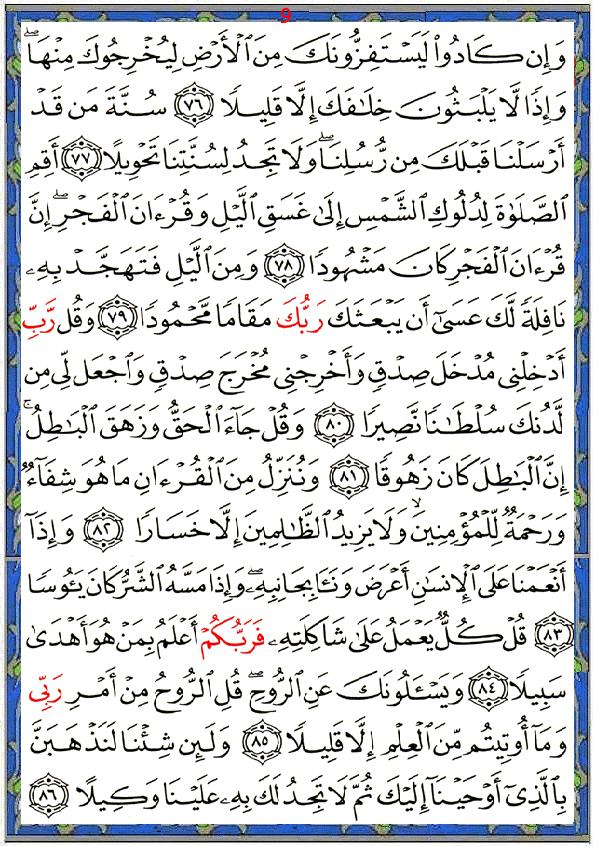 9
وَإِن كَادُوا۟ لَيَسْتَفِزُّونَكَ مِنَ ٱلْأَرْضِ لِيُخْرِجُوكَ مِنْهَا ۖ
وَإِذًا لَّا يَلْبَثُونَ خِلَـٰفَكَ إِلَّا قَلِيلًا ٧٦ سُنَّةَ مَن قَدْ
أَرْسَلْنَا قَبْلَكَ مِن رُّسُلِنَا ۖ وَلَا تَجِدُ لِسُنَّتِنَا تَحْوِيلًا ٧٧ أَقِمِ
ٱلصَّلَوٰةَ لِدُلُوكِ ٱلشَّمْسِ إِلَىٰ غَسَقِ ٱلَّيْلِ وَقُرْءَانَ ٱلْفَجْرِ ۖ إِنَّ
قُرْءَانَ ٱلْفَجْرِ كَانَ مَشْهُودًا ٧٨ وَمِنَ ٱلَّيْلِ فَتَهَجَّدْ بِهِۦ
نَافِلَةً لَّكَ عَسَىٰٓ أَن يَبْعَثَكَ رَبُّكَ مَقَامًا مَّحْمُودًا ٧٩ وَقُل رَّبِّ
أَدْخِلْنِى مُدْخَلَ صِدْقٍ وَأَخْرِجْنِى مُخْرَجَ صِدْقٍ وَٱجْعَل لِّى مِن
لَّدُنكَ سُلْطَـٰنًا نَّصِيرًا ٨٠ وَقُلْ جَآءَ ٱلْحَقُّ وَزَهَقَ ٱلْبَـٰطِلُ ۚ
إِنَّ ٱلْبَـٰطِلَ كَانَ زَهُوقًا ٨١ وَنُنَزِّلُ مِنَ ٱلْقُرْءَانِ مَا هُوَ شِفَآءٌ
وَرَحْمَةٌ لِّلْمُؤْمِنِينَ ۙ وَلَا يَزِيدُ ٱلظَّـٰلِمِينَ إِلَّا خَسَارًا ٨٢ وَإِذَآ
أَنْعَمْنَا عَلَى ٱلْإِنسَـٰنِ أَعْرَضَ وَنَـَٔا بِجَانِبِهِۦ ۖ وَإِذَا مَسَّهُ ٱلشَّرُّ كَانَ يَـُٔوسًا
٨٣ قُلْ كُلٌّ يَعْمَلُ عَلَىٰ شَاكِلَتِهِۦ فَرَبُّكُمْ أَعْلَمُ بِمَنْ هُوَ أَهْدَىٰ
سَبِيلًا ٨٤ وَيَسْـَٔلُونَكَ عَنِ ٱلرُّوحِ ۖ قُلِ ٱلرُّوحُ مِنْ أَمْرِ رَبِّى
وَمَآ أُوتِيتُم مِّنَ ٱلْعِلْمِ إِلَّا قَلِيلًا ٨٥ وَلَئِن شِئْنَا لَنَذْهَبَنَّ
بِٱلَّذِىٓ أَوْحَيْنَآ إِلَيْكَ ثُمَّ لَا تَجِدُ لَكَ بِهِۦ عَلَيْنَا وَكِيلًا ٨٦